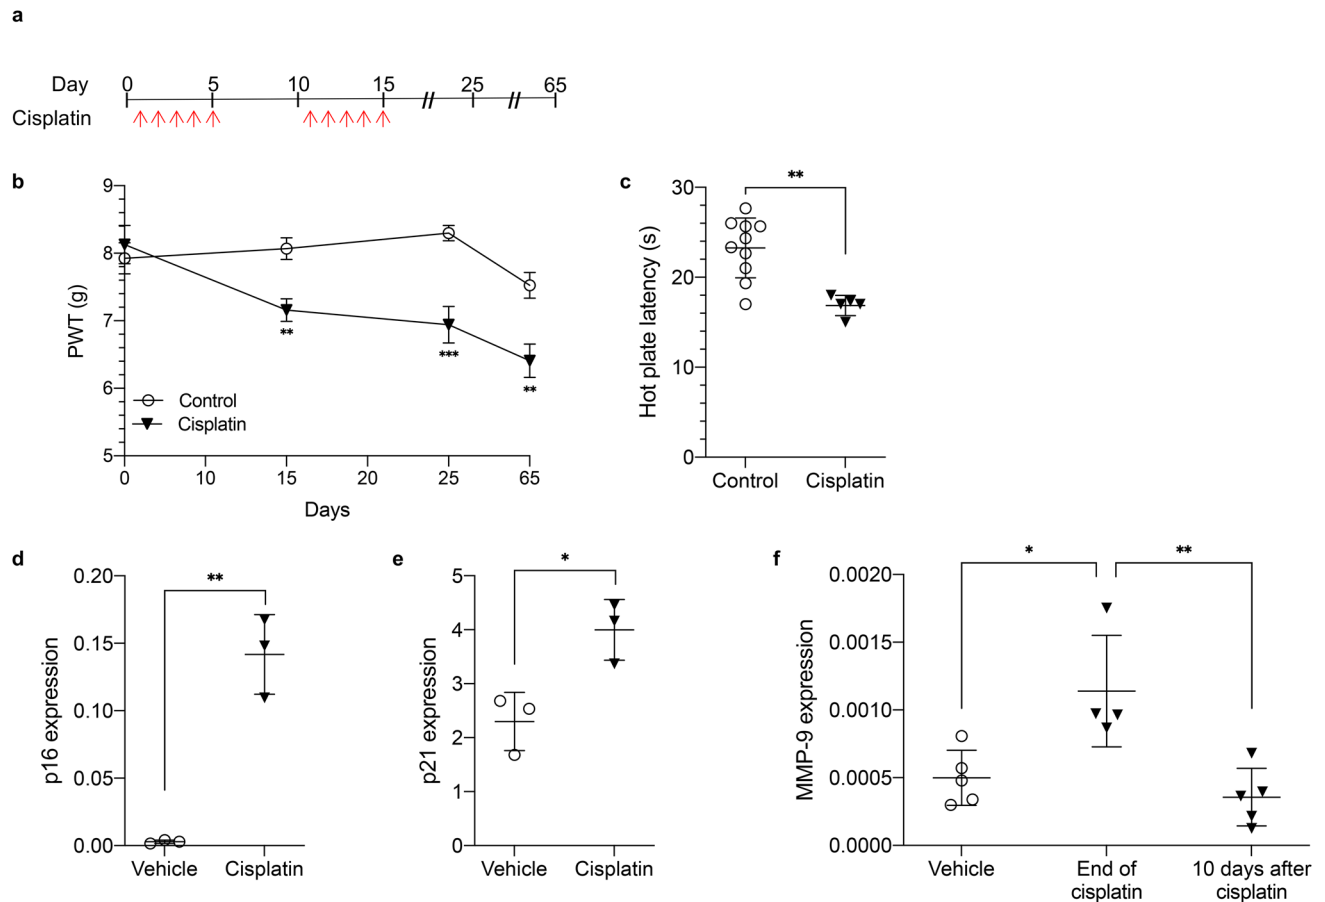 a
Day 0 5 10 15 // 25 // 65
Cisplatin
b
9
8
7
6
5
PWT (g)
**
***
**
Control
Cisplatin
0 10 15 20 25 65
Days
c
**
30
20
10
0
Hot plate latency (s)
Control Cisplatin
d
**
0.20
0.15
0.10
0.05
0.00
p16 expression
Vehicle Cisplatin
e
*
5
4
3
2
1
0
p21 expression
Vehicle Cisplatin
f
* **
0.0020
0.0015
0.0010
0.0005
0.0000
MMP-9 expression
Vehicle
End of
cisplatin
10 days after
cisplatin